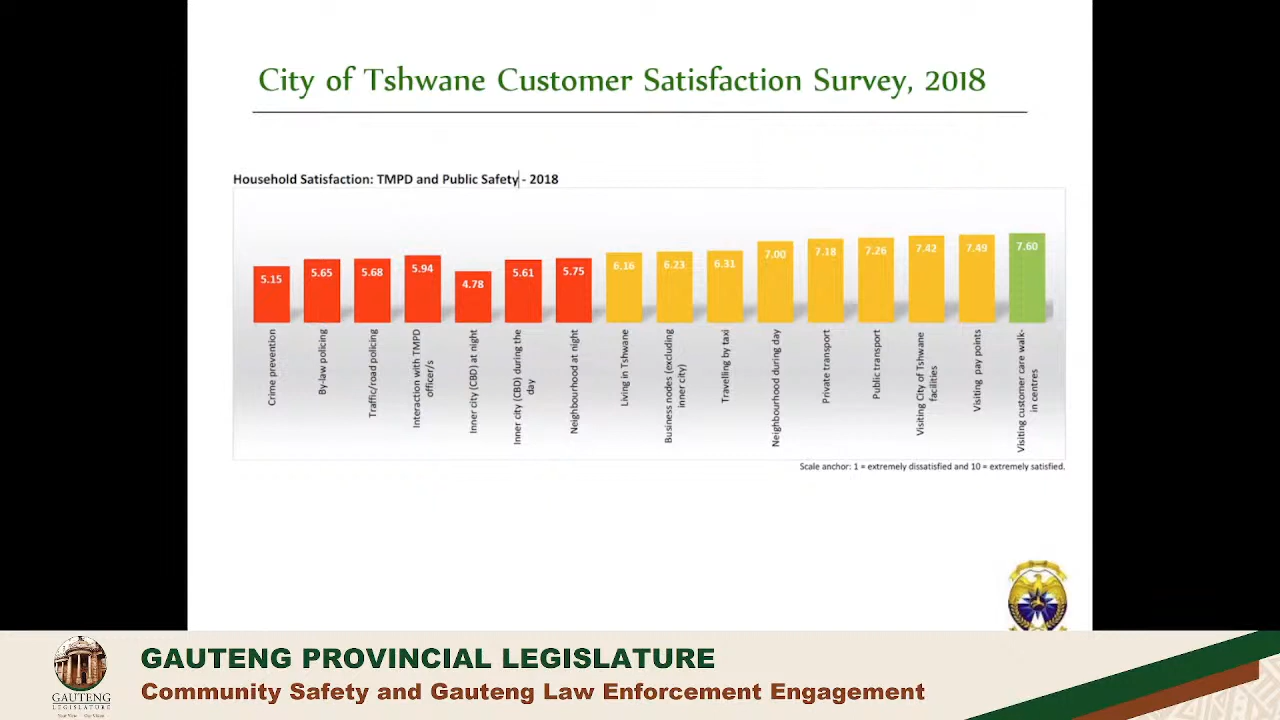 City of Tshwane Customer Satisfaction Survey, 2018
Household Satisfaction: TMPD and Public Safety - 2018
5.15
5.65
5.68
5.94
4.78
5.61
5.75
6.16
6.23
6.31
7.00
7.18
7.26
7.42
7.49
7.60
Crime prevention
By-law policing
Traffic/road policing
Interaction with TMPD
officer/s
Inner city (CBD) at night
Inner city (CBD) during the
day
Neighbourhood at night
Living in Tshwane
Business nodes (excluding
inner city)
Travelling by taxi
Neighbourhood during day
Private transport
Public transport
Visiting City of Tshwane
facilities
Visiting pay points
Visiting customer care walk-
in centres
Scale anchor: 1 = extremely dissatisfied and 10 = extremely satisfied.
GAUTENG
LEGISLATURE
GAUTENG PROVINCIAL LEGISLATURE
Community Safety and Gauteng Law Enforcement Engagement